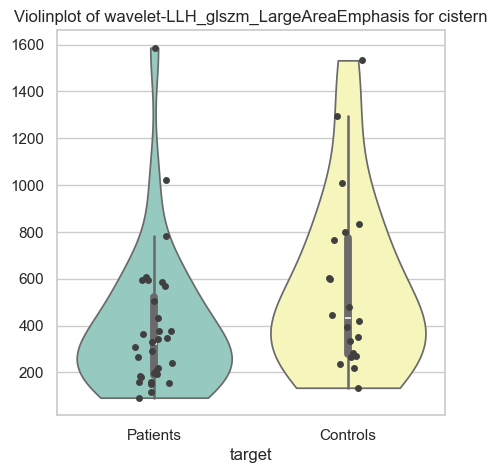 Violinplot of wavelet-LLH_glszm_LargeAreaEmphasis for cistern
1600
1400
1200
1000
800
600
400
200
Patients
Controls
target